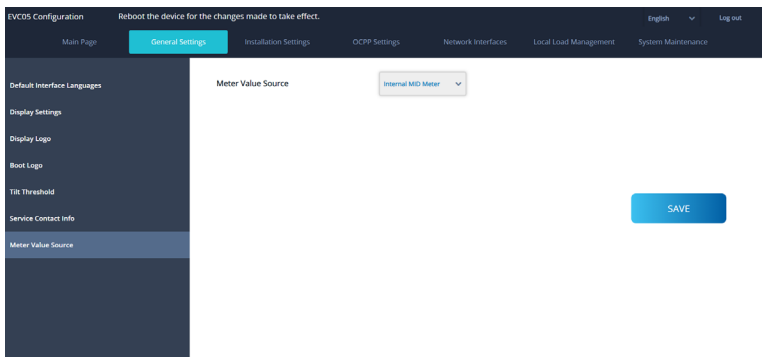 EVC05 Configuration Reboot the device for the changes made to take effect. English Log out
Main Page General Settings Installation Settings OCPP Settings Network Interfaces Local Load Management System Maintenance
Default Interface Languages
Meter Value Source Internal MID Meter
Display Settings
Display Logo
Boot Logo
Tilt Threshold
Service Contact Info
SAVE
Meter Value Source